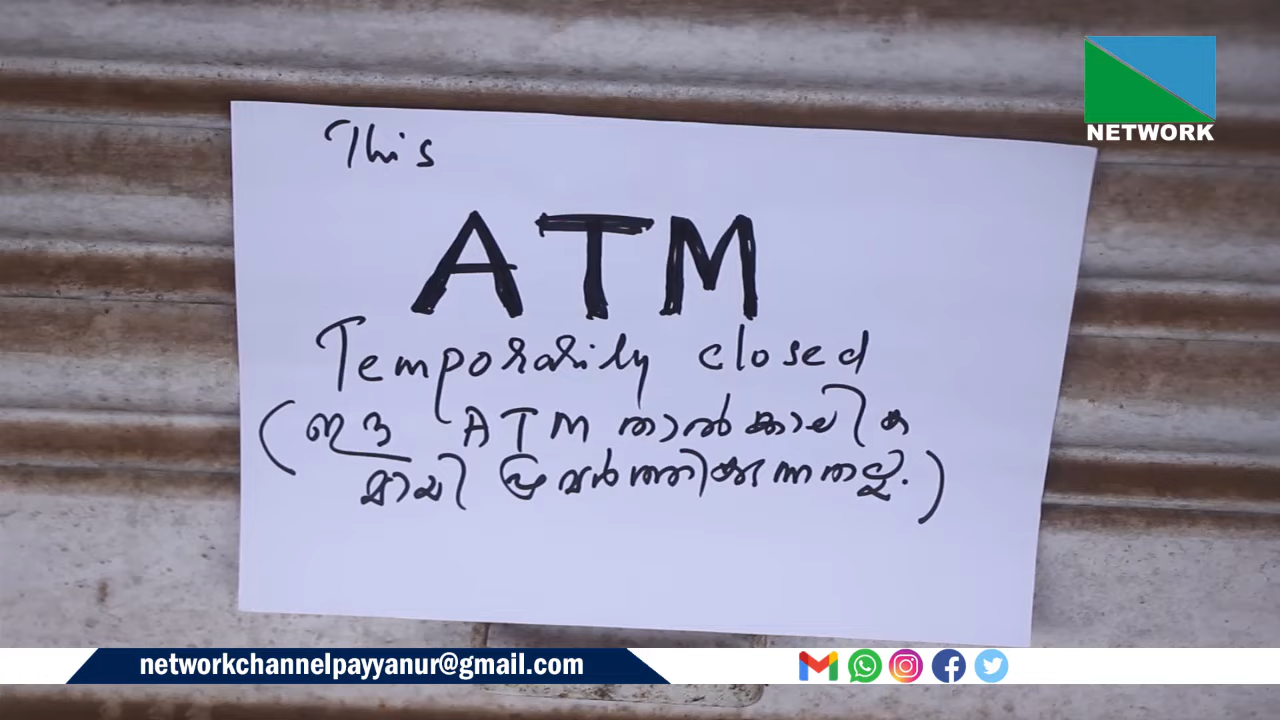 NETWORK
This
ATM
Temporarily closed
(ഈ ATM താൽക്കാലിക
മായി പ്രവർത്തിക്കുന്നതല്ല.)
networkchannelpayyanur@gmail.com